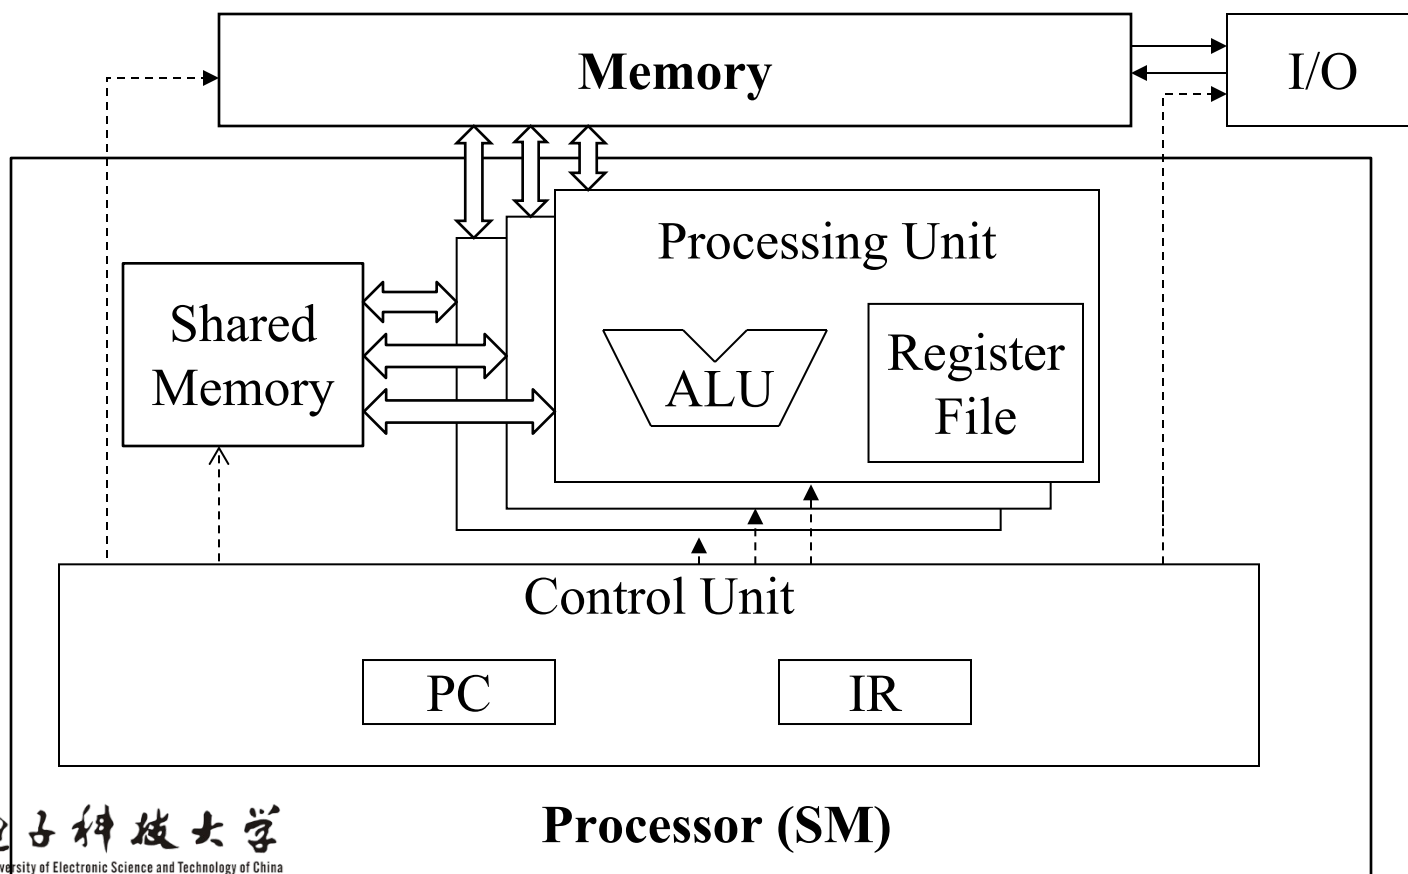 Memory
I/O
Processing Unit
Shared
Memory
ALU
Register
File
Control Unit
PC
IR
Processor (SM)
子科技大学
of Electronic Science and Technology of China